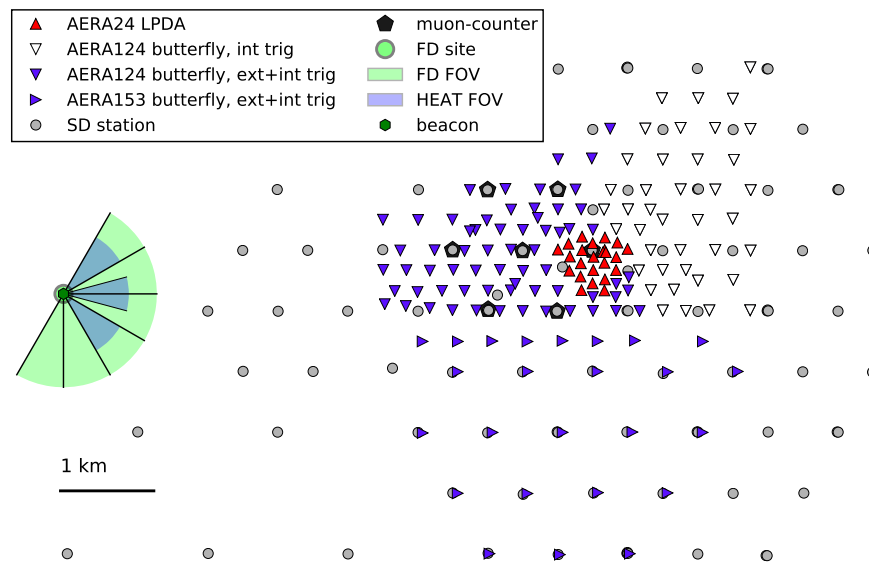 AERA24 LPDA
AERA124 butterfly, int trig
AERA124 butterfly, ext+int trig
AERA153 butterfly, ext+int trig
SD station
muon-counter
FD site
FD FOV
HEAT FOV
beacon
1 km